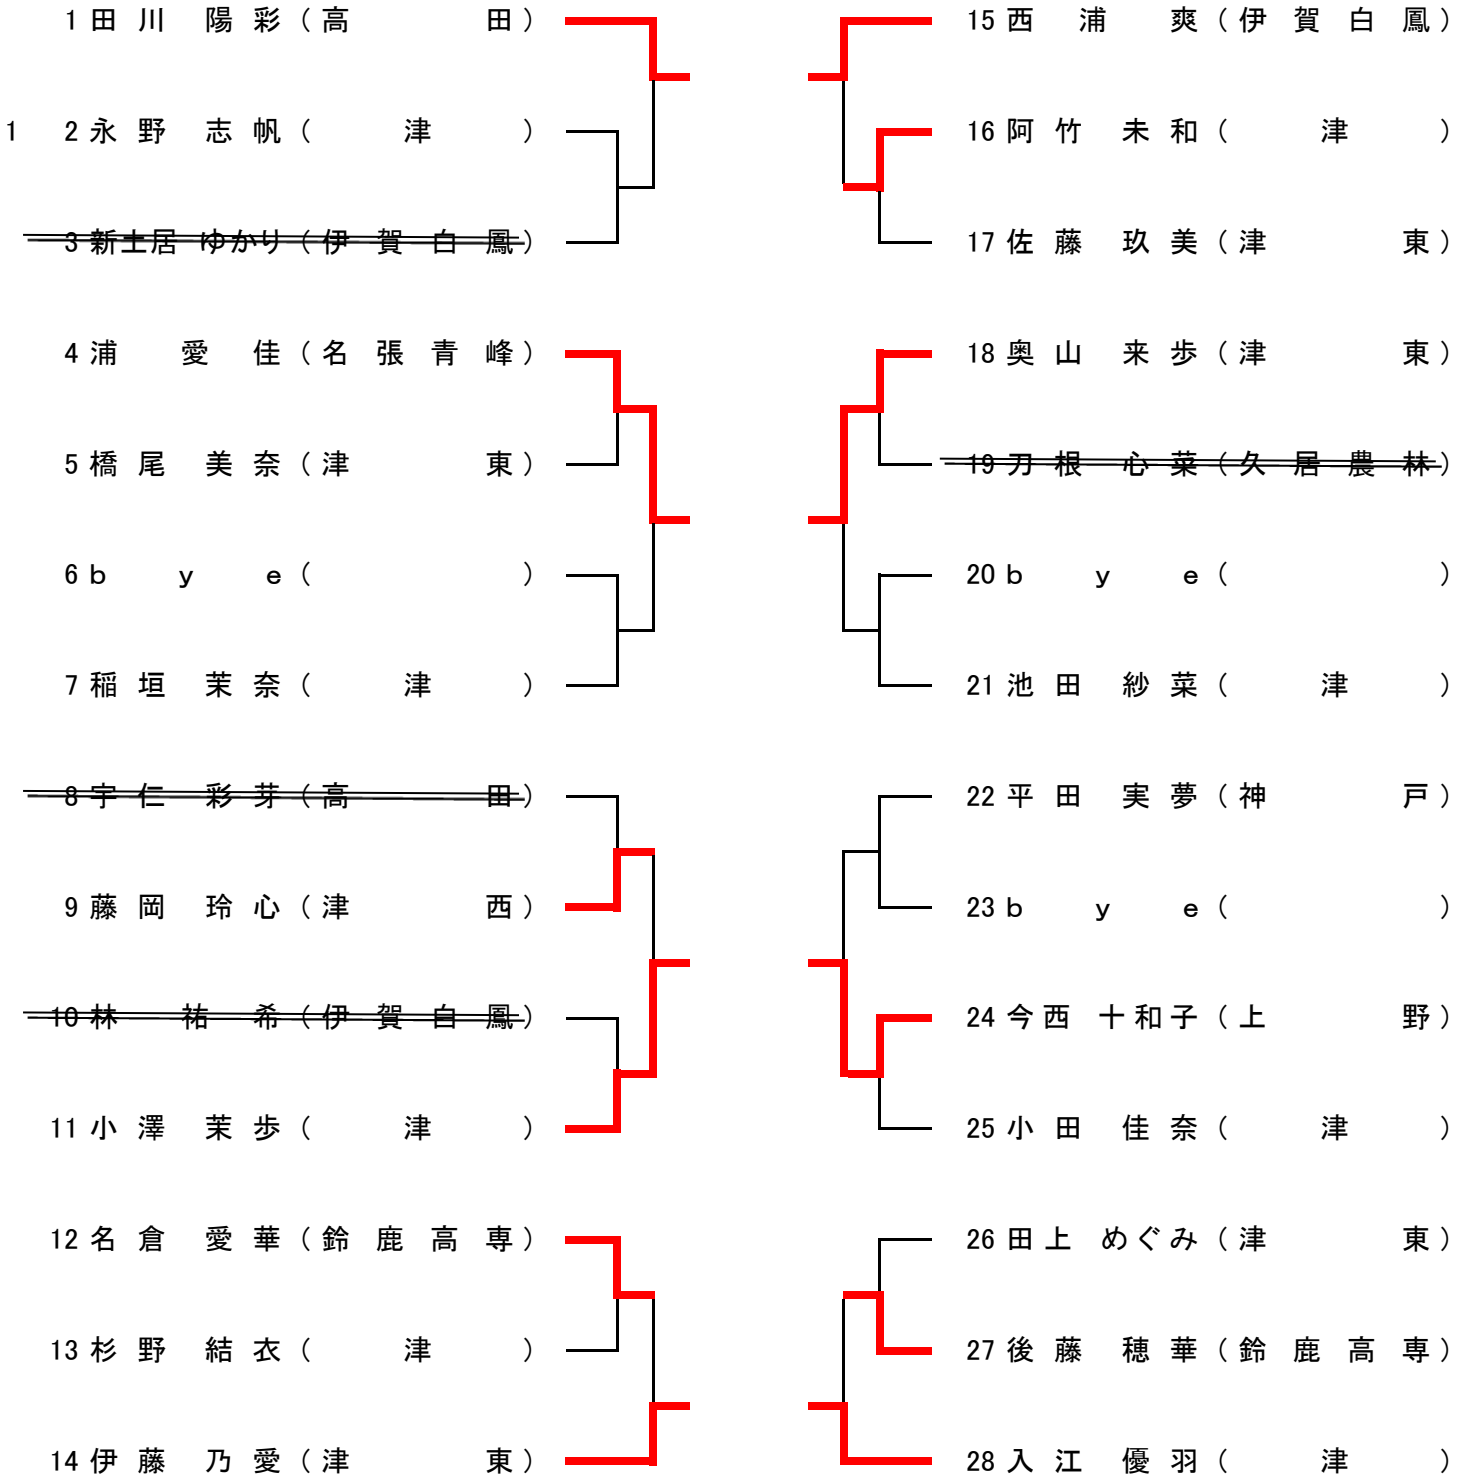 1 田川 陽彩 (高田)
1 2 永野 志帆 (津)
3 新土居 ゆかり (伊賀白鳳)
4 浦 愛佳 (名張青峰)
5 橋尾 美奈 (津東)
6 bye ( )
7 稲垣 茉奈 (津)
8 宇仁 彩芽 (高田)
9 藤岡 玲心 (津西)
10 林 祐希 (伊賀白鳳)
11 小澤 茉歩 (津)
12 名倉 愛華 (鈴鹿高専)
13 杉野 結衣 (津)
14 伊藤 乃愛 (津東)
15 西浦 爽 (伊賀白鳳)
16 阿竹 未和 (津)
17 佐藤 玖美 (津東)
18 奥山 来歩 (津東)
19 刀根 心菜 (久居農林)
20 bye ( )
21 池田 紗菜 (津)
22 平田 実夢 (神戸)
23 bye ( )
24 今西 十和子 (上野)
25 小田 佳奈 (津)
26 田上 めぐみ (津東)
27 後藤 穂華 (鈴鹿高専)
28 入江 優羽 (津)